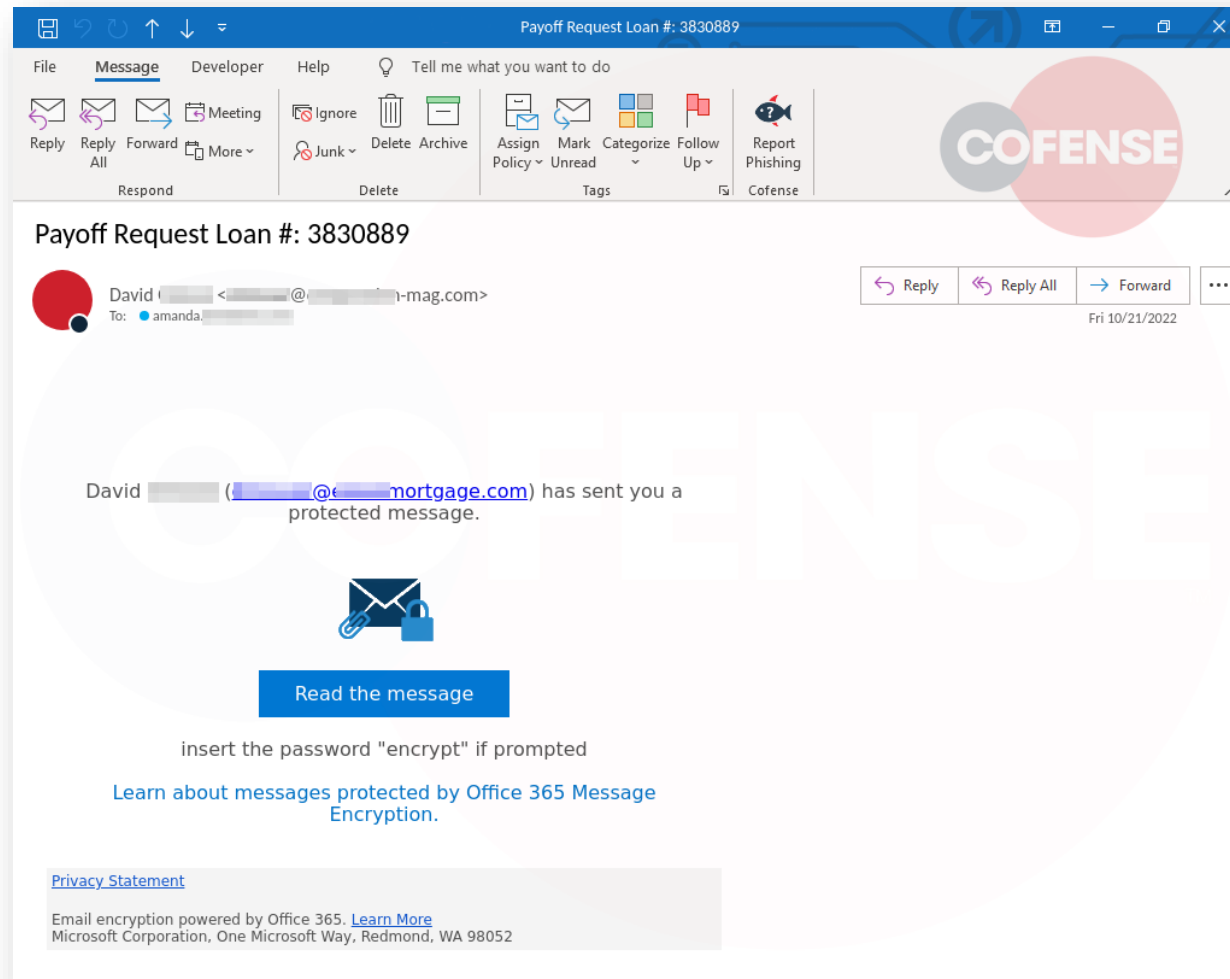 Payoff Request Loan #: 3830889
File Message Developer Help Tell me what you want to do
Reply Reply All Forward Meeting More
Ignore Junk Delete Archive
Assign Policy Mark Unread Categorize Follow Up
Report Phishing
Respond Delete Tags Cofense
COFENSE
Payoff Request Loan #: 3830889
David < @ -mag.com>
To: amanda.
Reply Reply All Forward
Fri 10/21/2022
COFENSE
David ( @e mortgage.com) has sent you a
protected message.
Read the message
insert the password "encrypt" if prompted
Learn about messages protected by Office 365 Message
Encryption.
Privacy Statement
Email encryption powered by Office 365. Learn More
Microsoft Corporation, One Microsoft Way, Redmond, WA 98052